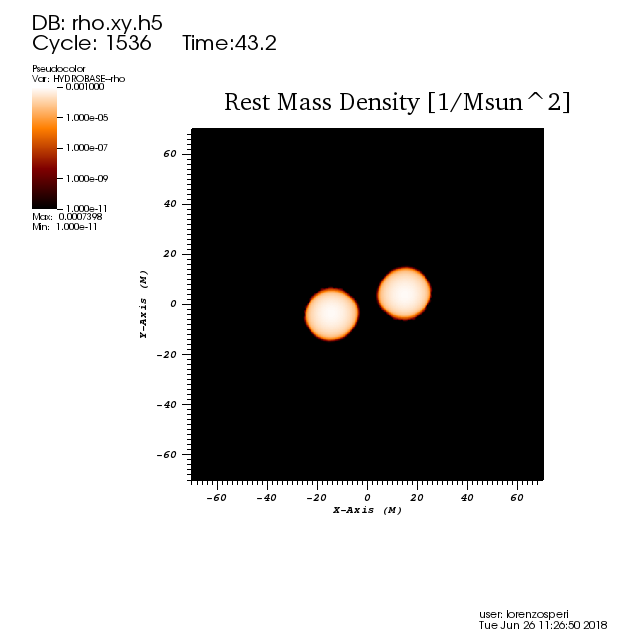 DB: rho.xy.h5
Cycle: 1536 Time:43.2
Pseudocolor
Var: HYDROBASE--rho
0.001000
1.000e-05
1.000e-07
1.000e-09
1.000e-11
Max: 0.0007398
Min: 1.000e-11
Rest Mass Density [1/Msun^2]
60
40
20
0
-20
-40
-60
Y-Axis (M)
-60 -40 -20 0 20 40 60
X-Axis (M)
user: lorenzosperi
Tue Jun 26 11:26:50 2018